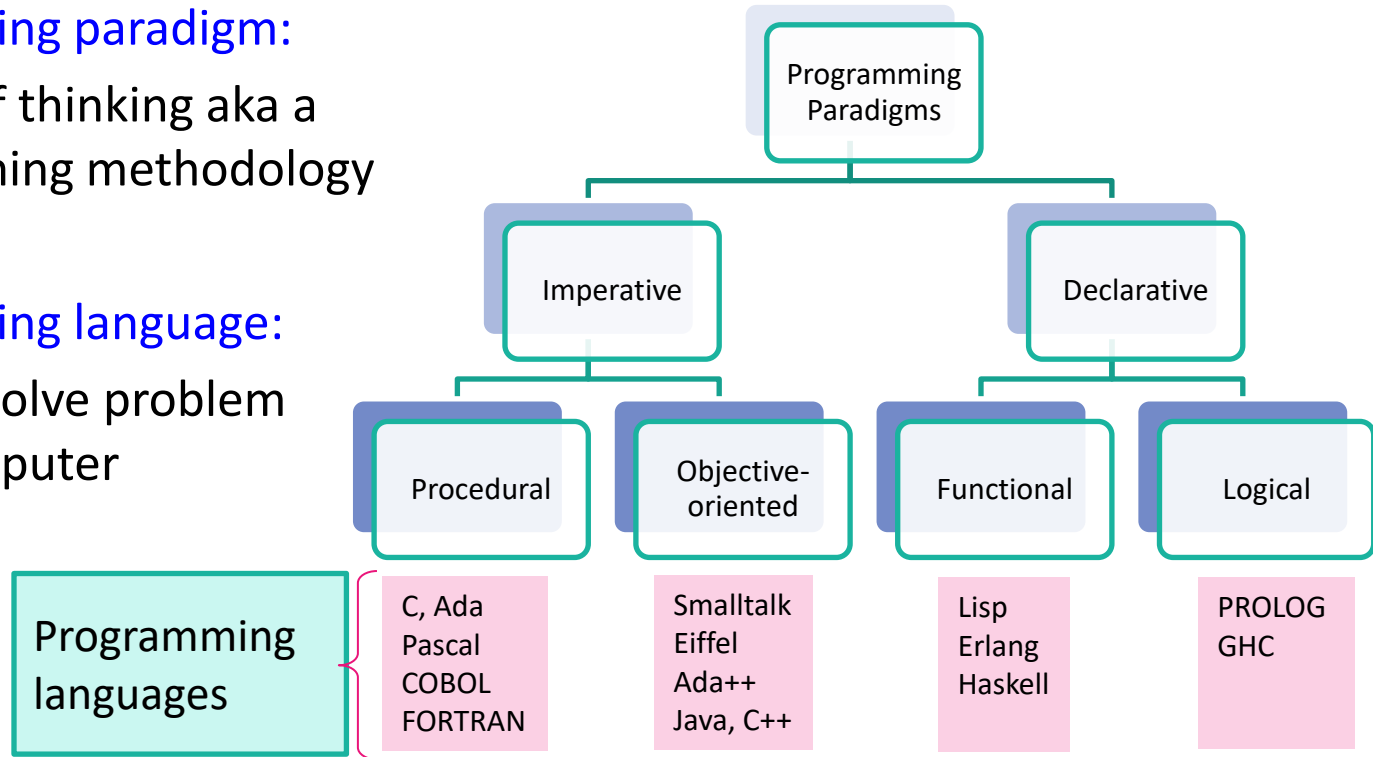 ing paradigm:
f thinking aka a
ning methodology
ing language:
olve problem
puter
Programming
Paradigms
Imperative
Declarative
Procedural
Objective-
oriented
Functional
Logical
Programming
languages
C, Ada
Pascal
COBOL
FORTRAN
Smalltalk
Eiffel
Ada++
Java, C++
Lisp
Erlang
Haskell
PROLOG
GHC